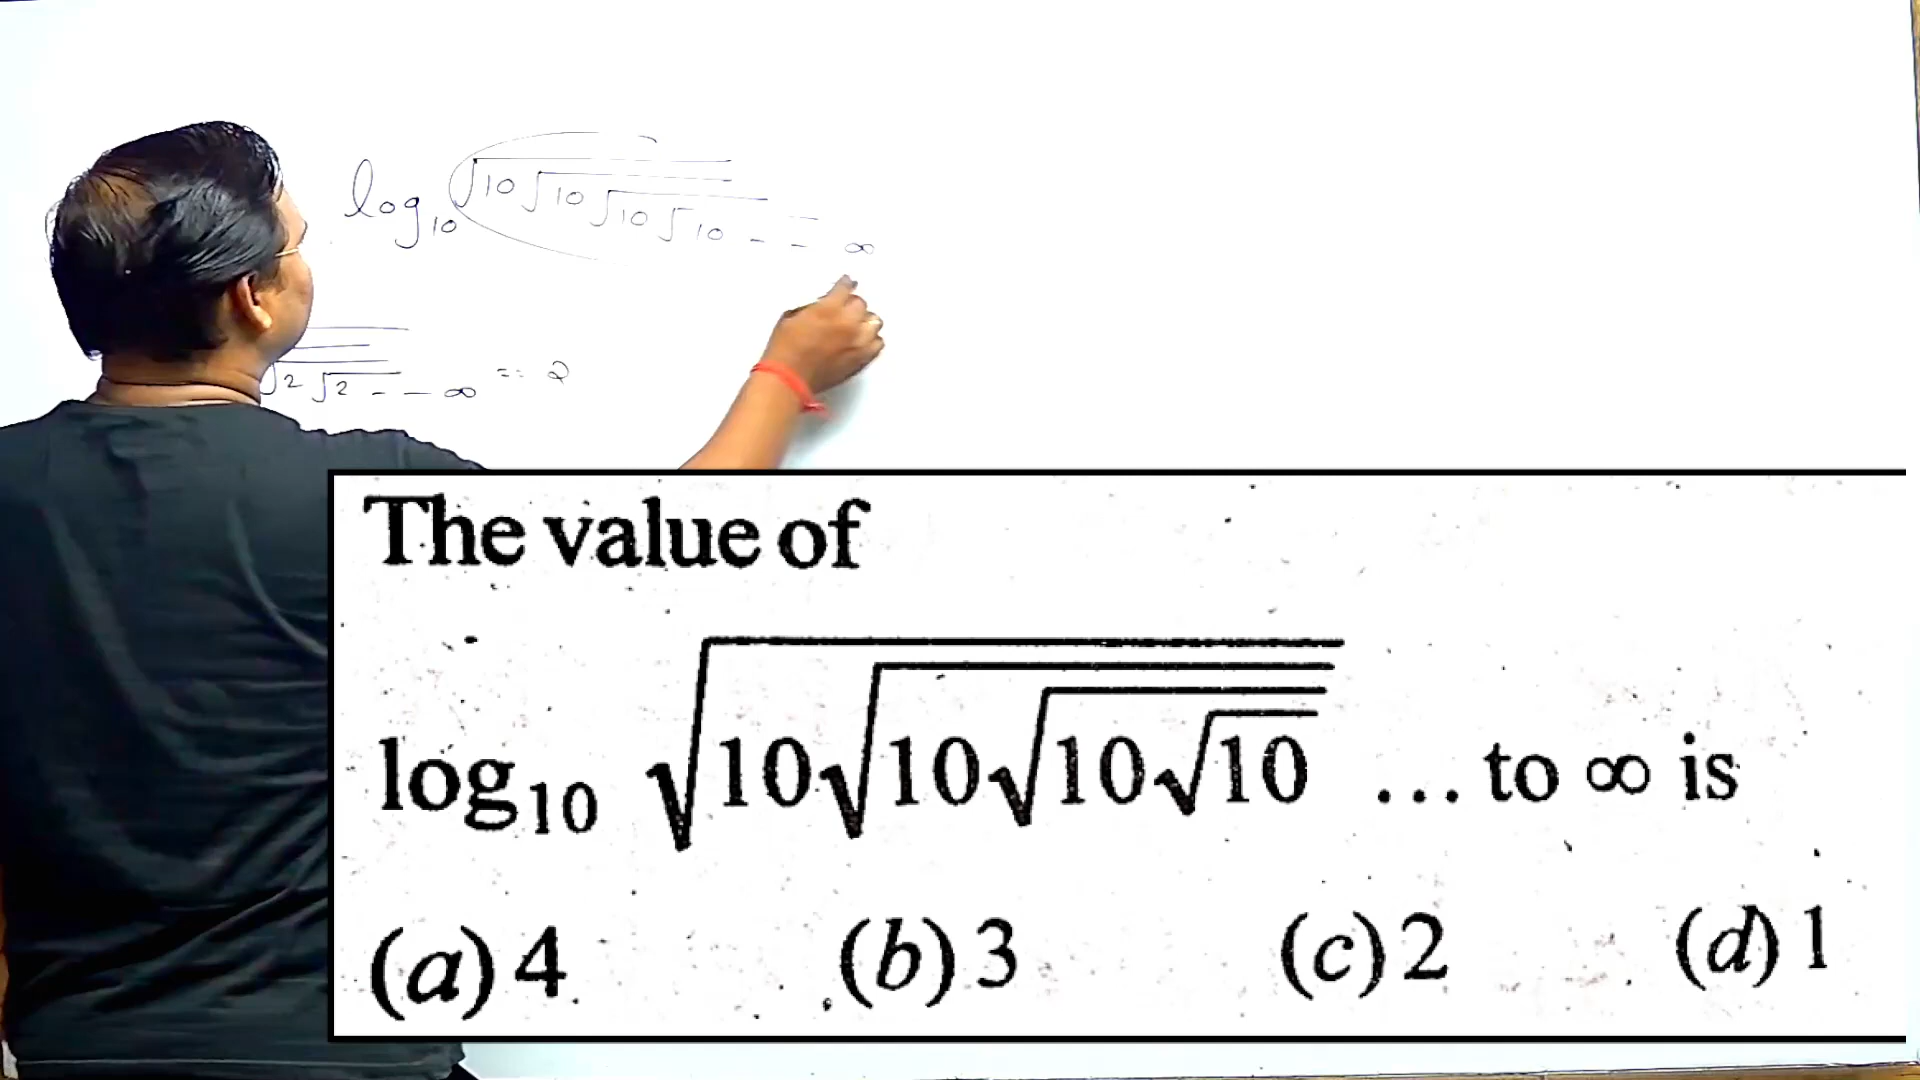 log₁₀ √10√10√10√10 - - ∞
√2√2 - - ∞ = 2
The value of
log₁₀ √10√10√10√10 ... to ∞ is
(a) 4 (b) 3 (c) 2 (d) 1